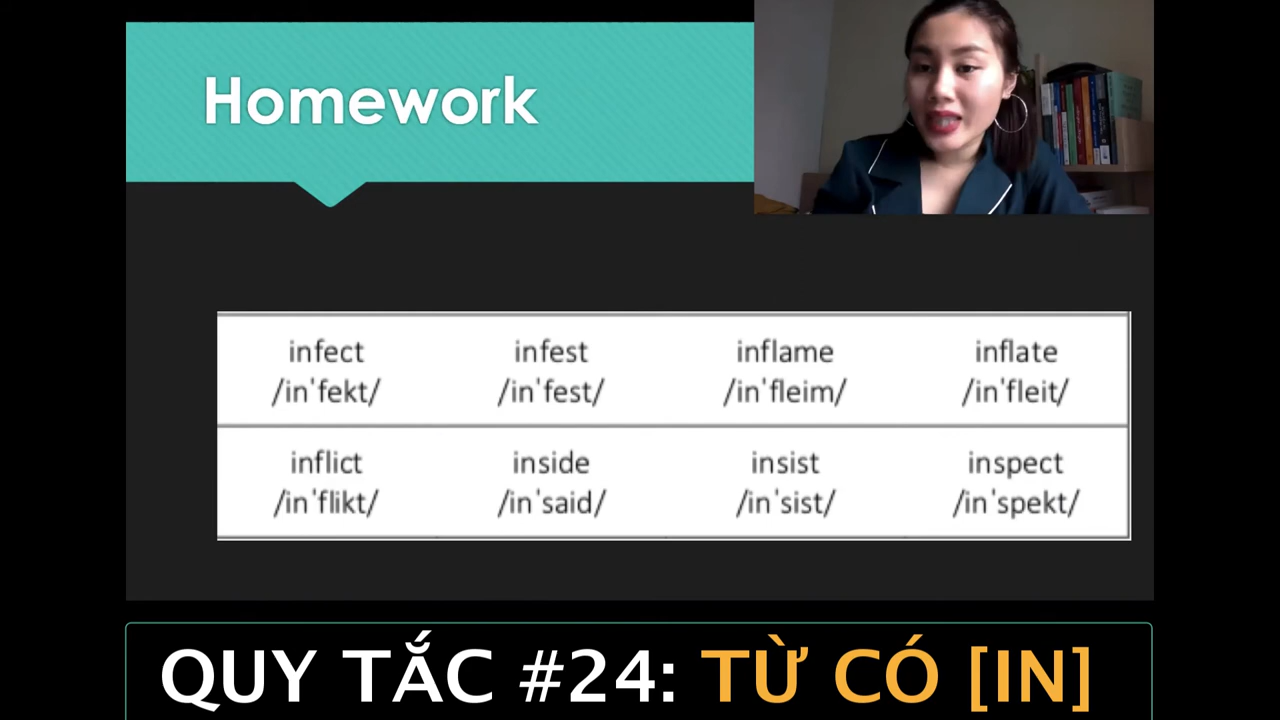 Homework
infect infest inflame inflate
/inˈfekt/ /inˈfest/ /inˈfleim/ /inˈfleit/
inflict inside insist inspect
/inˈflikt/ /inˈsaid/ /inˈsist/ /inˈspekt/
QUY TẮC #24: TỪ CÓ [IN]